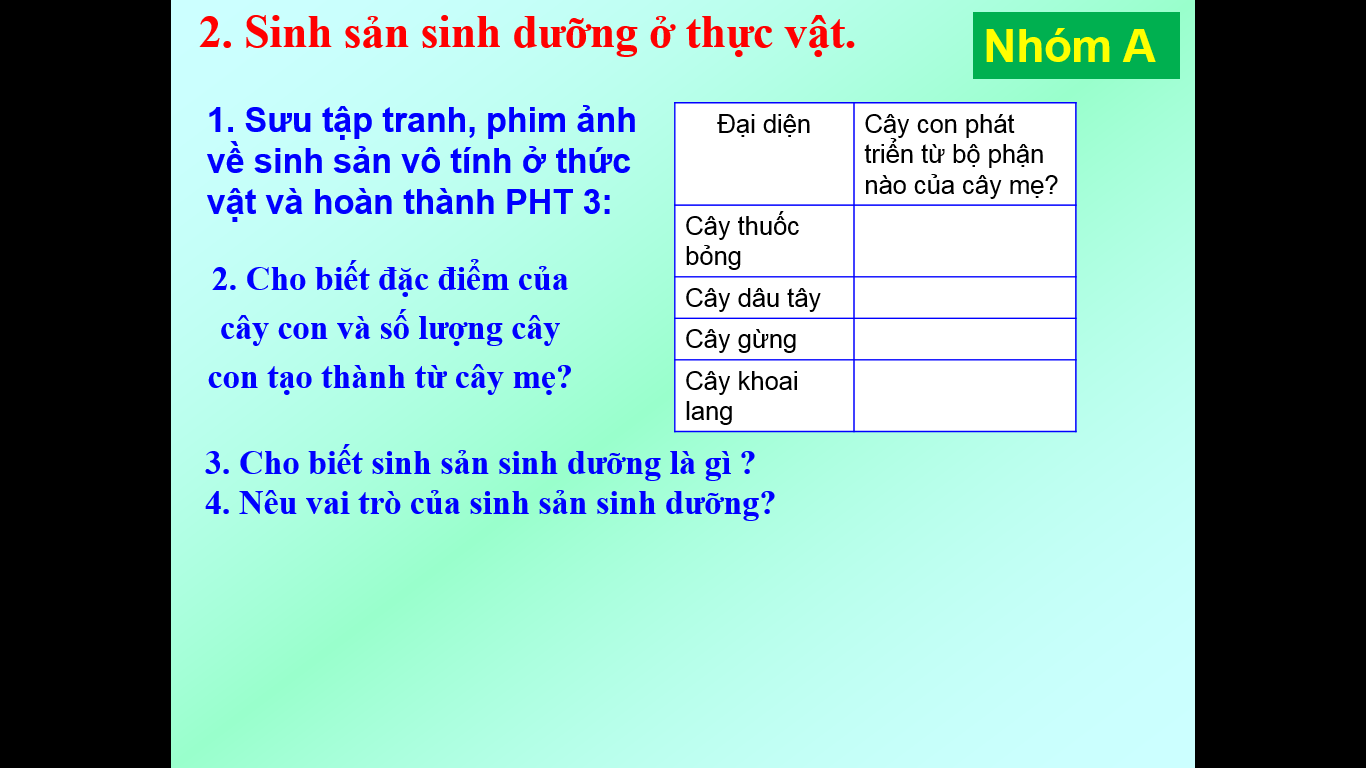 2. Sinh sản sinh dưỡng ở thực vật.
Nhóm A
1. Sưu tập tranh, phim ảnh
về sinh sản vô tính ở thức
vật và hoàn thành PHT 3:
2. Cho biết đặc điểm của
cây con và số lượng cây
con tạo thành từ cây mẹ?
Đại diện
Cây con phát
triển từ bộ phận
nào của cây mẹ?
Cây thuốc
bỏng
Cây dâu tây
Cây gừng
Cây khoai
lang
3. Cho biết sinh sản sinh dưỡng là gì ?
4. Nêu vai trò của sinh sản sinh dưỡng?